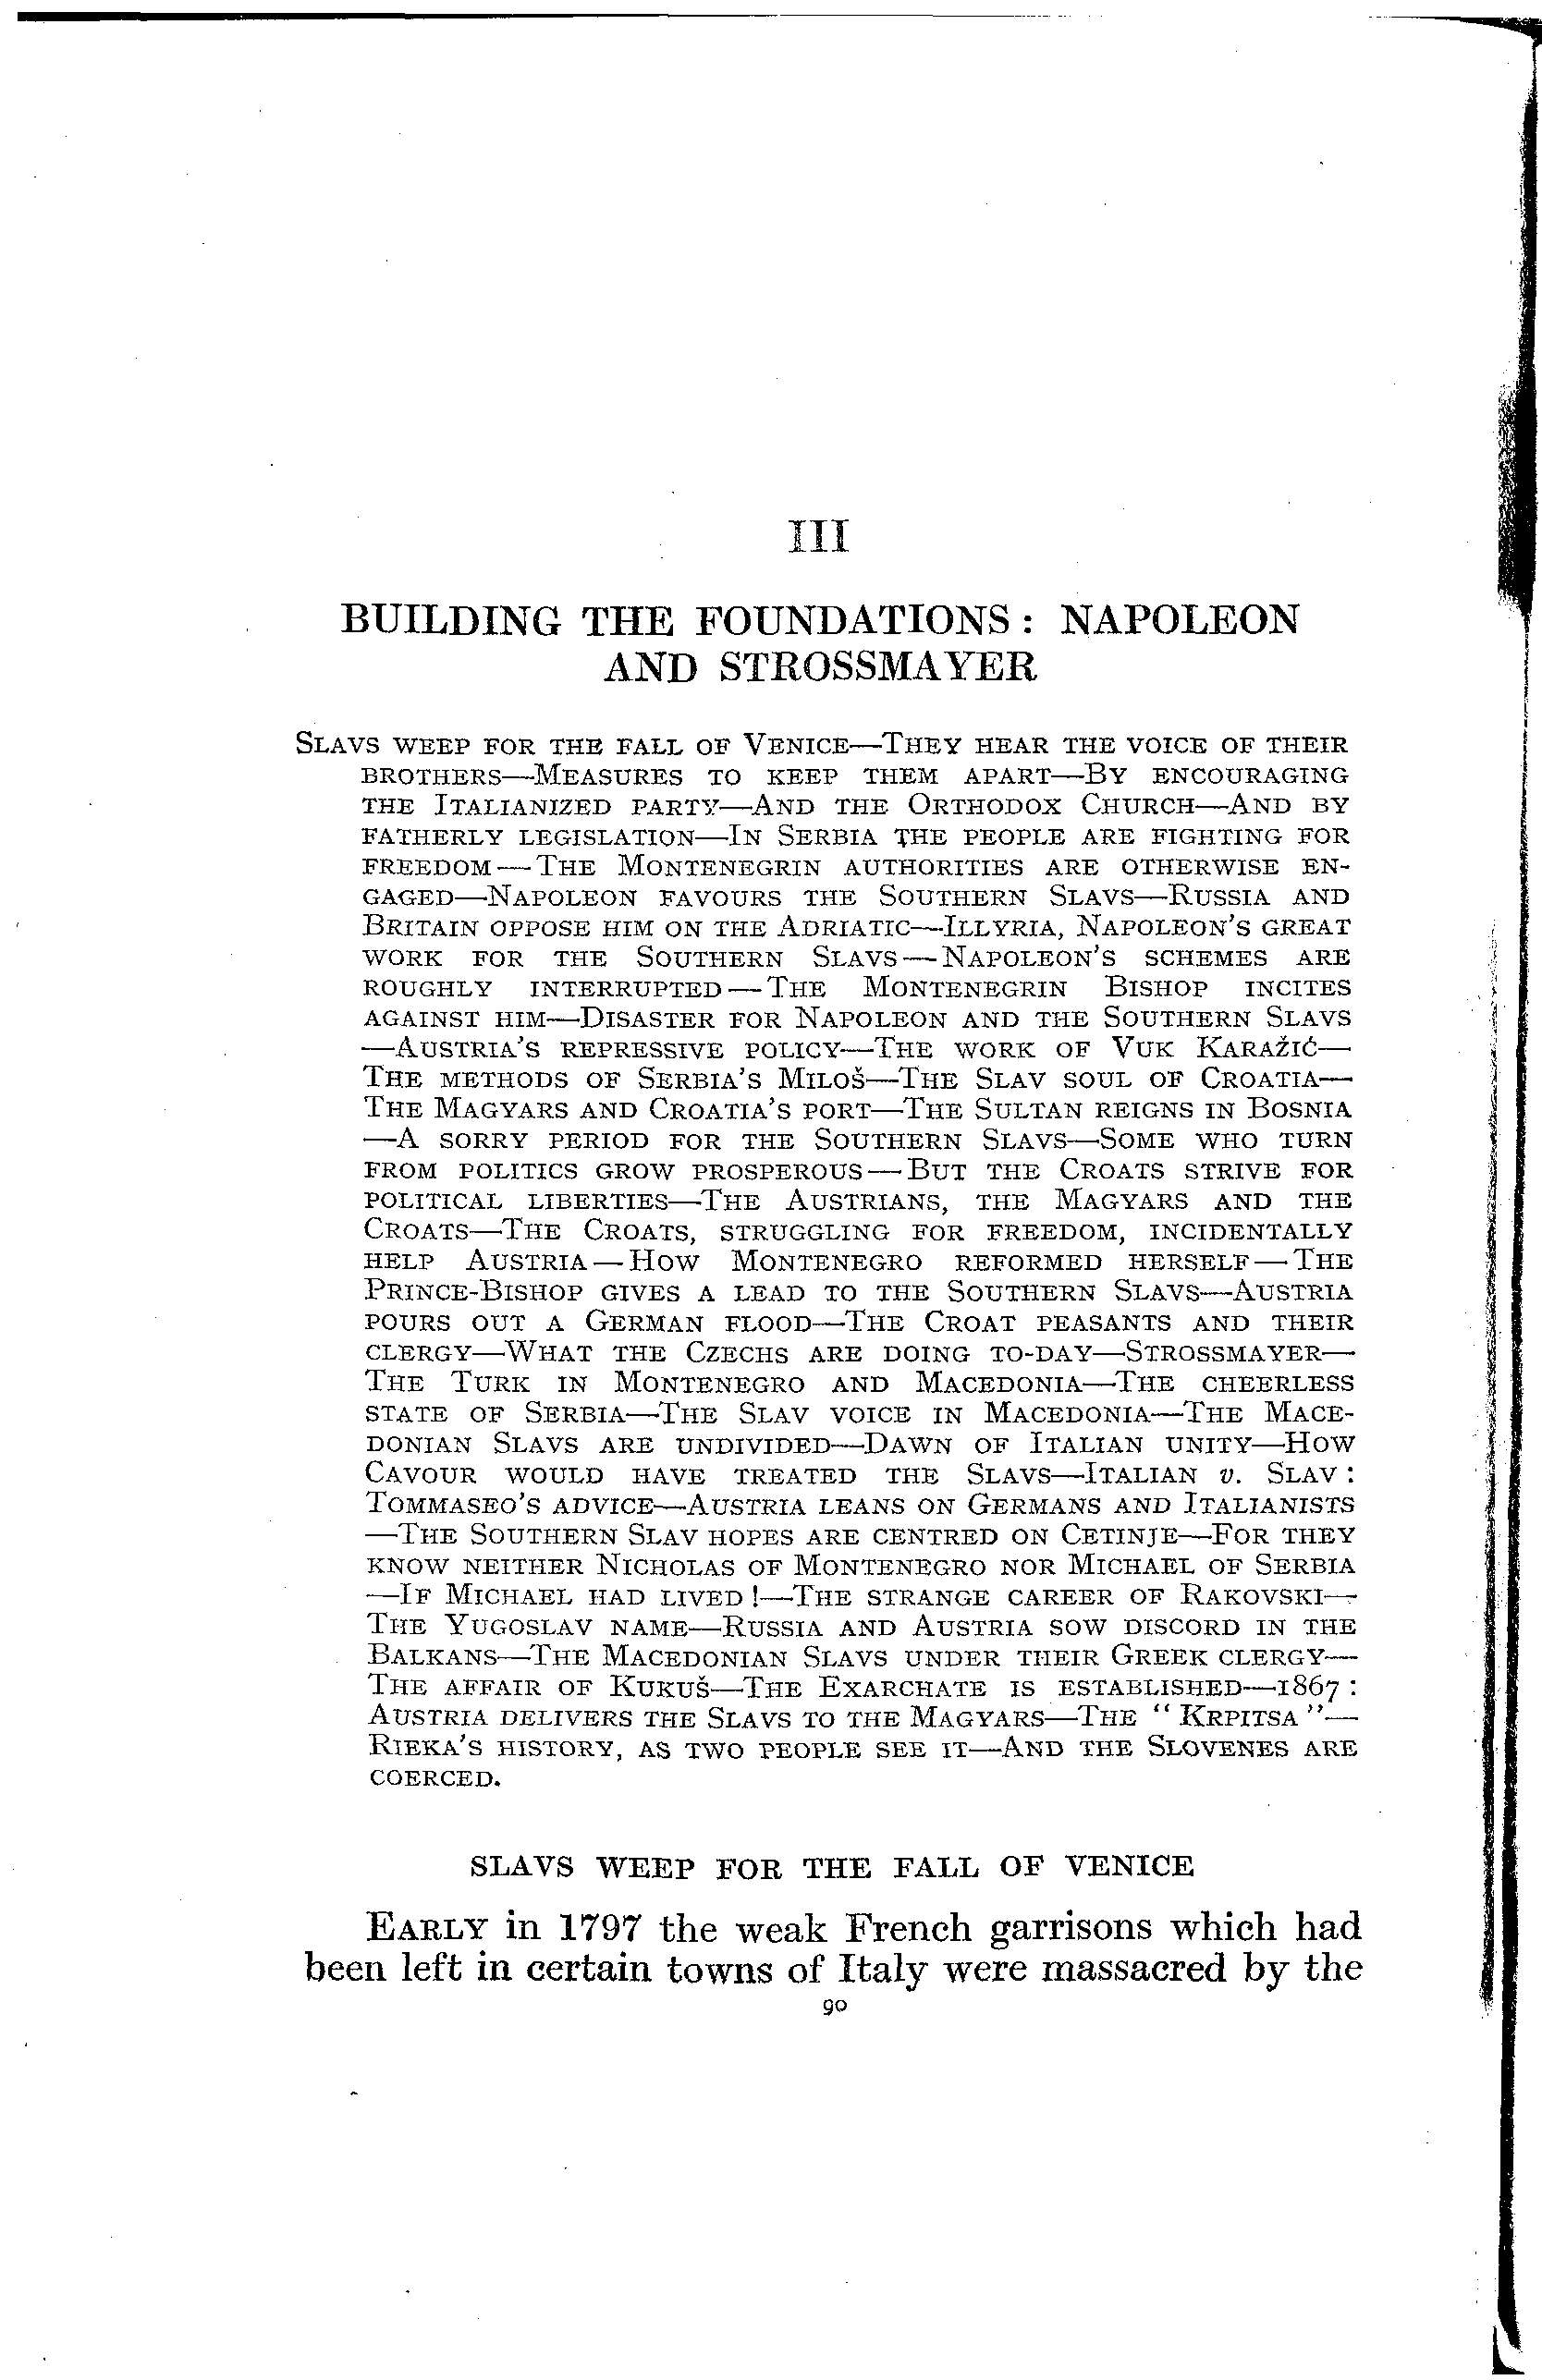 III
BUILDING THE FOUNDATIONS: NAPOLEON
AND STROSSMAYER
SLAVS WEEP FOR THE FALL OF VENICE—THEY HEAR THE VOICE OF THEIR
BROTHERS—MEASURES TO KEEP THEM APART—BY ENCOURAGING
THE ITALIANIZED PARTY—AND THE ORTHODOX CHURCH—AND BY
FATHERLY LEGISLATION—IN SERBIA THE PEOPLE ARE FIGHTING FOR
FREEDOM—THE MONTENEGRIN AUTHORITIES ARE OTHERWISE EN-
GAGED—NAPOLEON FAVOURS THE SOUTHERN SLAVS—RUSSIA AND
BRITAIN OPPOSE HIM ON THE ADRIATIC—ILLYRIA, NAPOLEON'S GREAT
WORK FOR THE SOUTHERN SLAVS—NAPOLEON'S SCHEMES ARE
ROUGHLY INTERRUPTED—THE MONTENEGRIN BISHOP INCITES
AGAINST HIM—DISASTER FOR NAPOLEON AND THE SOUTHERN SLAVS
—AUSTRIA'S REPRESSIVE POLICY—THE WORK OF VUK KARAŽIĆ—
THE METHODS OF SERBIA'S MILOŠ—THE SLAV SOUL OF CROATIA—
THE MAGYARS AND CROATIA'S PORT—THE SULTAN REIGNS IN BOSNIA
—A SORRY PERIOD FOR THE SOUTHERN SLAVS—SOME WHO TURN
FROM POLITICS GROW PROSPEROUS—BUT THE CROATS STRIVE FOR
POLITICAL LIBERTIES—THE AUSTRIANS, THE MAGYARS AND THE
CROATS—THE CROATS, STRUGGLING FOR FREEDOM, INCIDENTALLY
HELP AUSTRIA—HOW MONTENEGRO REFORMED HERSELF—THE
PRINCE-BISHOP GIVES A LEAD TO THE SOUTHERN SLAVS—AUSTRIA
POURS OUT A GERMAN FLOOD—THE CROAT PEASANTS AND THEIR
CLERGY—WHAT THE CZECHS ARE DOING TO-DAY—STROSSMAYER—
THE TURK IN MONTENEGRO AND MACEDONIA—THE CHEERLESS
STATE OF SERBIA—THE SLAV VOICE IN MACEDONIA—THE MACE-
DONIAN SLAVS ARE UNDIVIDED—DAWN OF ITALIAN UNITY—HOW
CAVOUR WOULD HAVE TREATED THE SLAVS—ITALIAN v. SLAV:
TOMMASEO'S ADVICE—AUSTRIA LEANS ON GERMANS AND ITALIANISTS
—THE SOUTHERN SLAV HOPES ARE CENTRED ON CETINJE—FOR THEY
KNOW NEITHER NICHOLAS OF MONTENEGRO NOR MICHAEL OF SERBIA
—IF MICHAEL HAD LIVED!—THE STRANGE CAREER OF RAKOVSKI—
THE YUGOSLAV NAME—RUSSIA AND AUSTRIA SOW DISCORD IN THE
BALKANS—THE MACEDONIAN SLAVS UNDER THEIR GREEK CLERGY—
THE AFFAIR OF KUKUŠ—THE EXARCHATE IS ESTABLISHED—1867:
AUSTRIA DELIVERS THE SLAVS TO THE MAGYARS—THE "KRPITSA"—
RIEKA'S HISTORY, AS TWO PEOPLE SEE IT—AND THE SLOVENES ARE
COERCED.
SLAVS WEEP FOR THE FALL OF VENICE
EARLY in 1797 the weak French garrisons which had
been left in certain towns of Italy were massacred by the
90